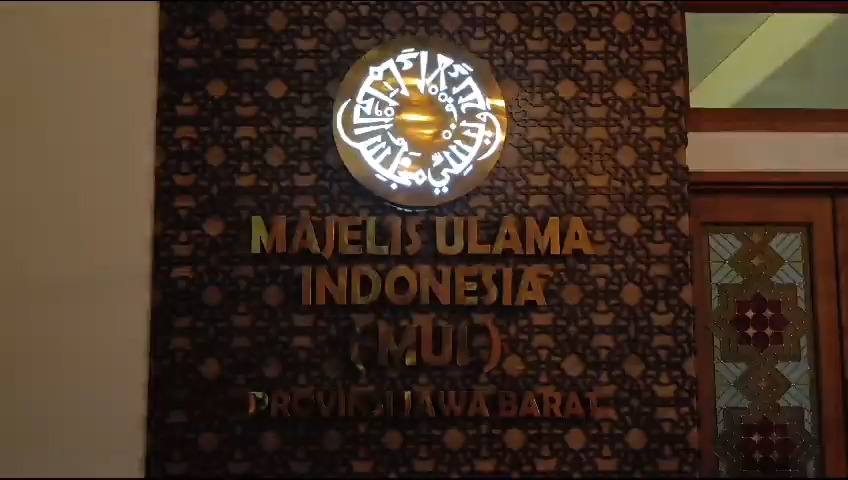 MAJELIS ULAMA
INDONESIA
(MUI)
PROVINSI JAWA BARAT